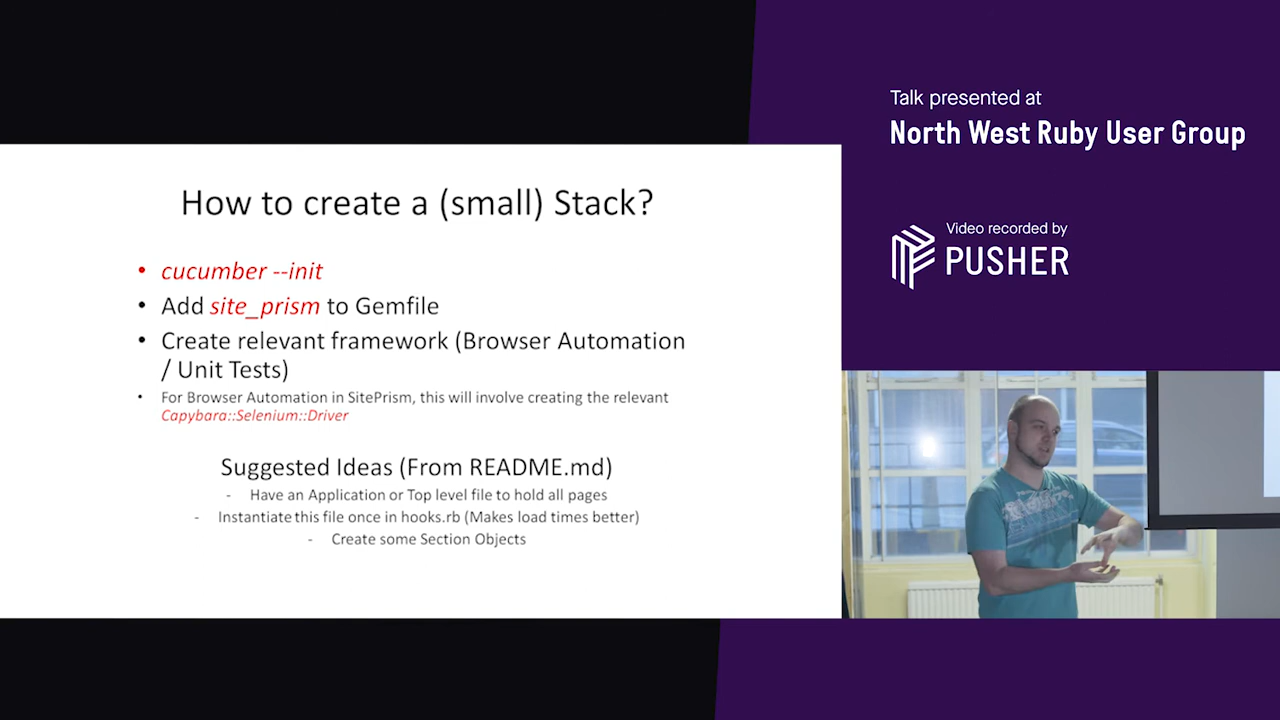 Talk presented at
North West Ruby User Group
Video recorded by
PUSHER
How to create a (small) Stack?
• cucumber --init
• Add site_prism to Gemfile
• Create relevant framework (Browser Automation
/ Unit Tests)
• For Browser Automation in SitePrism, this will involve creating the relevant
Capybara::Selenium::Driver
Suggested Ideas (From README.md)
- Have an Application or Top level file to hold all pages
- Instantiate this file once in hooks.rb (Makes load times better)
- Create some Section Objects